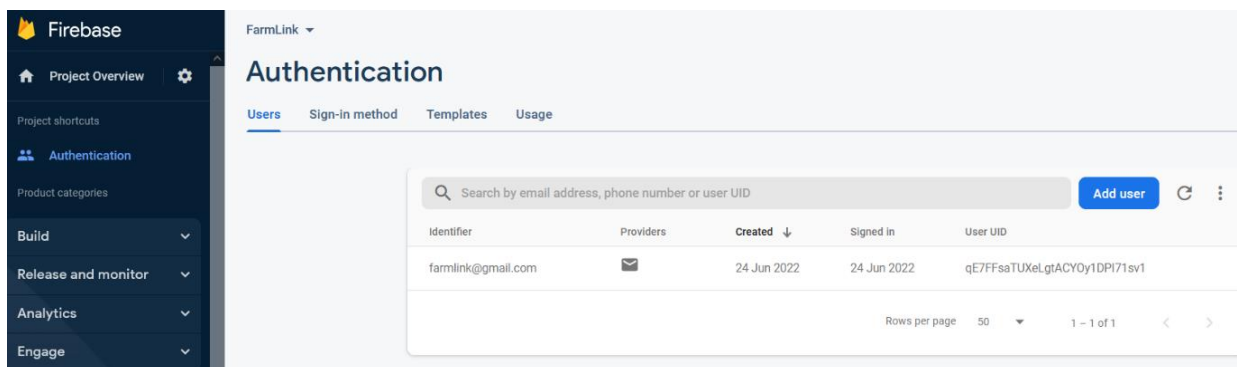 Firebase
Project Overview
Project shortcuts
Authentication
Product categories
Build
Release and monitor
Analytics
Engage
FarmLink
Authentication
Users Sign-in method Templates Usage
Search by email address, phone number or user UID Add user
Identifier Providers Created Signed in User UID
farmlink@gmail.com 24 Jun 2022 24 Jun 2022 qE7FFsaTUXeLgtACYOy1DPI71sv1
Rows per page 50 1 – 1 of 1